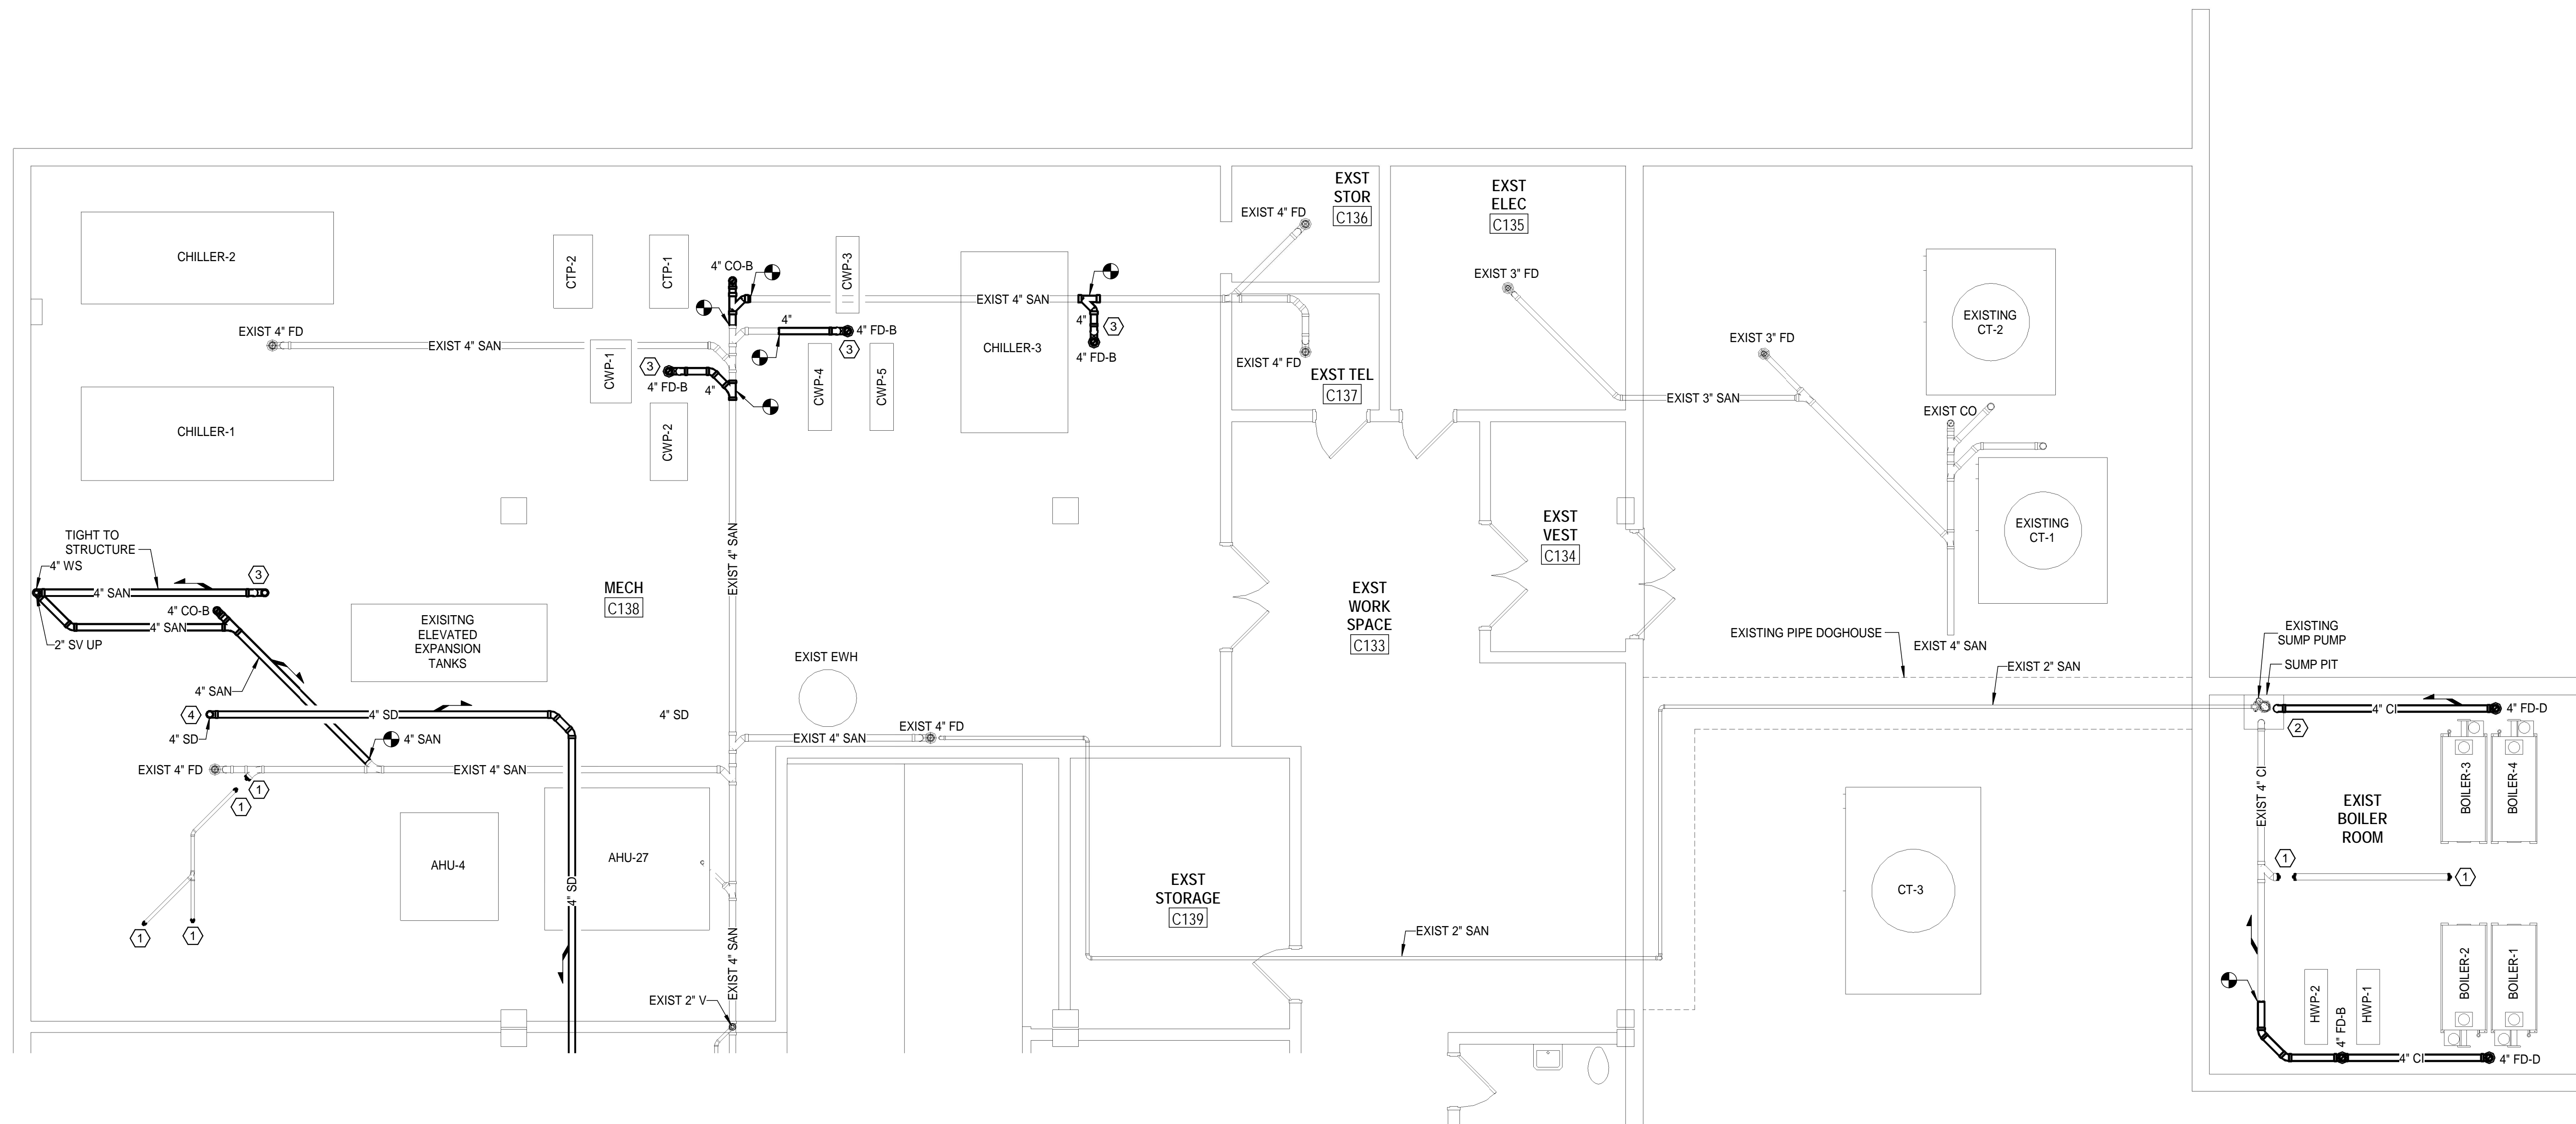 EXST
STOR
C136
EXIST 4" FD
EXST
ELEC
C135
CHILLER-2
CTP-2
CTP-1
4" CO-B
CWP-3
EXIST 4" SAN
4"
3
4" FD-B
CHILLER-3
EXIST 3" FD
EXISTING
CT-2
EXIST 4" FD
EXIST 4" SAN
4"
4" FD-B
3
CWP-1
3
4" FD-B
4"
CWP-4
CWP-5
EXIST 4" FD
EXST TEL
C137
EXIST 3" FD
EXIST 3" SAN
EXIST CO
CHILLER-1
CWP-2
EXISTING
CT-1
TIGHT TO
STRUCTURE
4" WS
4" SAN
3
4" CO-B
4" SAN
2" SV UP
4" SAN
EXISITNG
ELEVATED
EXPANSION
TANKS
MECH
C138
EXIST 4" SAN
EXST
VEST
C134
EXST
WORK
SPACE
C133
EXISTING PIPE DOGHOUSE
EXIST 4" SAN
EXIST 2" SAN
EXISTING
SUMP PUMP
SUMP PIT
EXIST EWH
4
4" SD
4" SD
4" SD
4" SAN
EXIST 4" SAN
EXIST 4" FD
EXIST 4" FD
EXIST 4" SAN
1
1
1
1
AHU-4
AHU-27
4" SD
EXIST 4" SAN
EXIST 2" V
EXST
STORAGE
C139
EXIST 2" SAN
CT-3
4" CI
4" FD-D
2
EXIST 4" CI
BOILER-3
BOILER-4
EXIST
BOILER
ROOM
1
1
HWP-2
4" FD-B
HWP-1
BOILER-2
BOILER-1
4" CI
4" FD-D